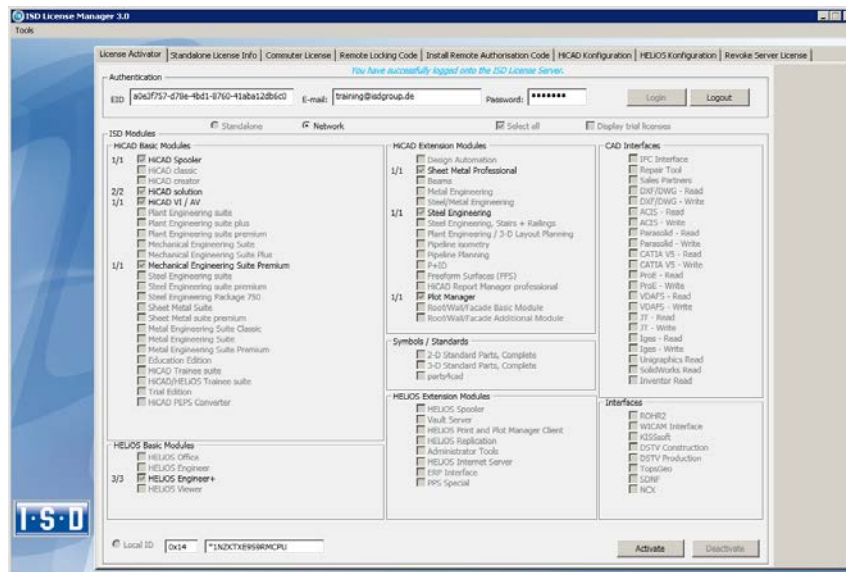 ISD License Manager 3.0
Tools
License Activator Standalone License Info Commuter License Remote Locking Code Install Remote Authorisation Code HiCAD Konfiguration HELiOS Konfiguration Revoke Server License
You have successfully logged onto the ISD License Server.
Authentication
EID a0e3f757-d78e-4bd1-8760-41aba12db6c0 E-mail: training@isdgroup.de Password: ******* Login Logout
Standalone Network Select all Display trial licenses
ISD Modules
HiCAD Basic Modules
1/1 HiCAD Spooler
HiCAD classic
HiCAD creator
2/2 HiCAD solution
1/1 HiCAD VI / AV
Plant Engineering suite
Plant Engineering suite plus
Plant Engineering suite premium
Mechanical Engineering Suite
Mechanical Engineering Suite Plus
1/1 Mechanical Engineering Suite Premium
Steel Engineering suite
Steel Engineering suite premium
Steel Engineering Package 750
Sheet Metal Suite
Sheet Metal suite premium
Metal Engineering Suite Classic
Metal Engineering Suite
Metal Engineering Suite Premium
Education Edition
HiCAD Trainee suite
HiCAD/HELiOS Trainee suite
Trial Edition
HiCAD PEPS Converter
HELiOS Basic Modules
HELiOS Office
HELiOS Engineer
3/3 HELiOS Engineer+
HELiOS Viewer
HiCAD Extension Modules
Design Automation
1/1 Sheet Metal Professional
Beams
Metal Engineering
Steel/Metal Engineering
1/1 Steel Engineering
Steel Engineering, Stairs + Railings
Plant Engineering / 3-D Layout Planning
Pipeline isometry
Pipeline Planning
P+ID
Freeform Surfaces (FFS)
HiCAD Report Manager professional
1/1 Plot Manager
Root/Wall/Facade Basic Module
Root/Wall/Facade Additional Module
Symbols / Standards
2-D Standard Parts, Complete
3-D Standard Parts, Complete
parts4cad
HELiOS Extension Modules
HELiOS Spooler
Vault Server
HELiOS Print and Plot Manager Client
HELiOS Replication
Administrator Tools
HELiOS Internet Server
ERP Interface
PPS Special
CAD Interfaces
IFC Interface
Repair Tool
Sales Partners
DXF/DWG - Read
DXF/DWG - Write
ACIS - Read
ACIS - Write
Parasolid - Read
Parasolid - Write
CATIA V5 - Read
CATIA V5 - Write
ProE - Read
ProE - Write
VDAFS - Read
VDAFS - Write
JT - Read
JT - Write
Iges - Read
Iges - Write
Unigraphics Read
SolidWorks Read
Inventor Read
Interfaces
ROHR2
WICAM Interface
KISSsoft
DSTV Construction
DSTV Production
TopsGeo
SDNF
NCX
I·S·D
Local ID 0x14 *1NZKTXE9S9RMCPU Activate Deactivate